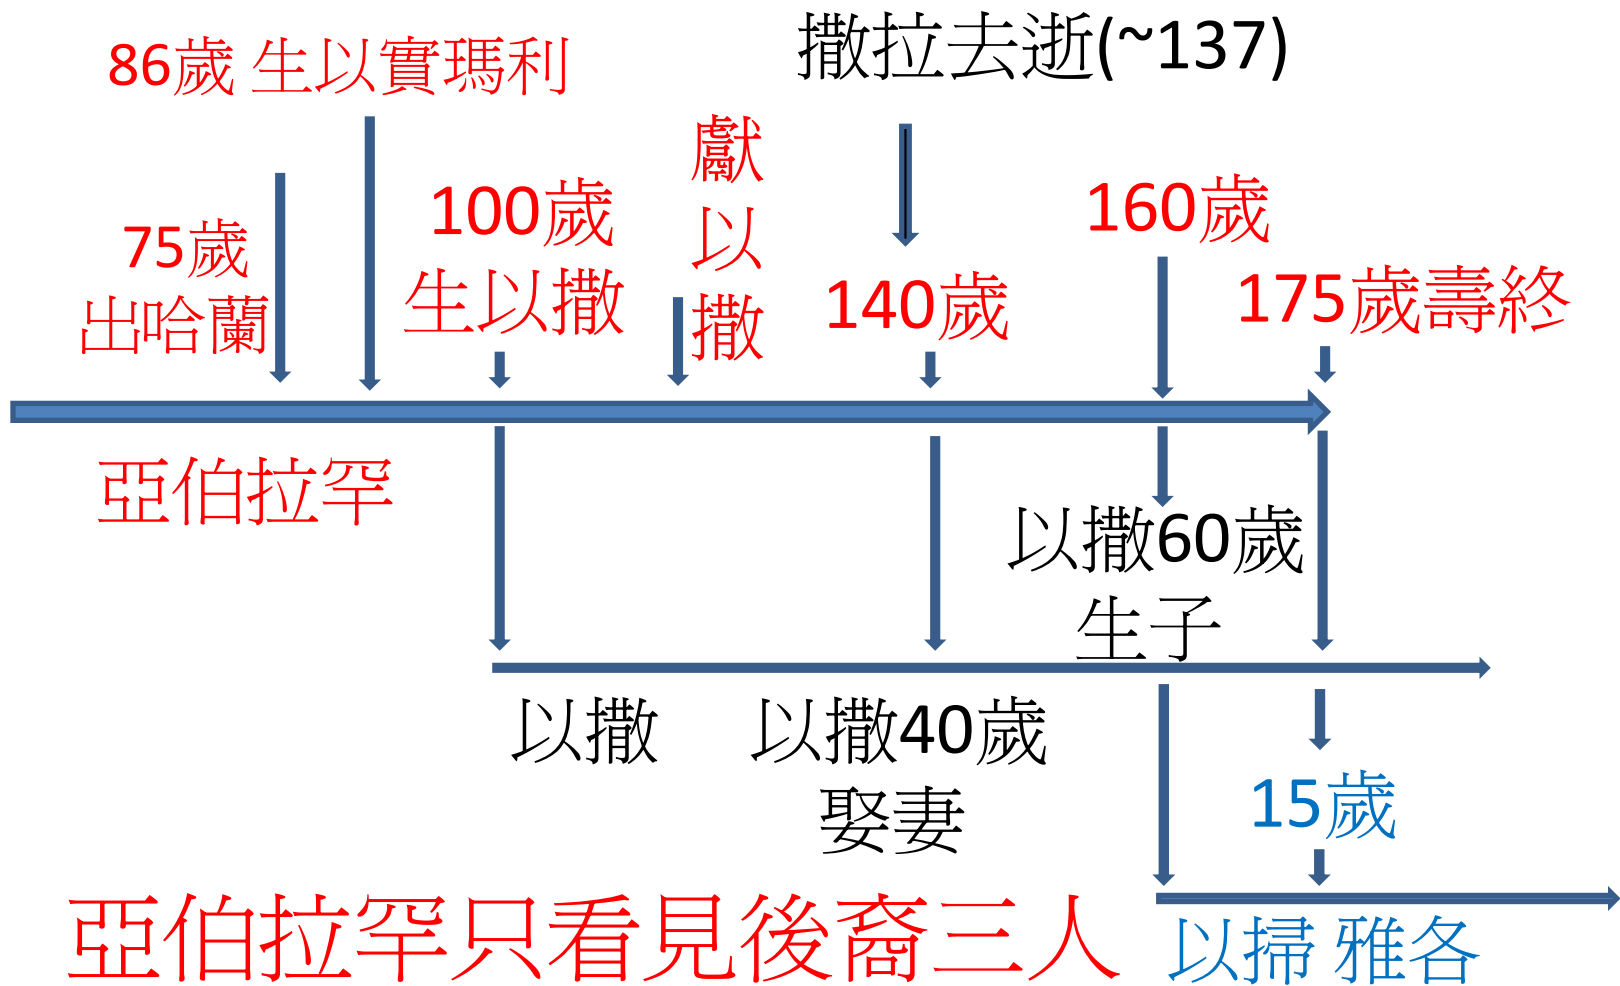 86歲 生以實瑪利
撒拉去逝(~137)
獻
以
撒
75歲
出哈蘭
100歲
生以撒
140歲
160歲
175歲壽終
亞伯拉罕
以撒60歲
生子
以撒
以撒40歲
娶妻
15歲
亞伯拉罕只看見後裔三人
以掃 雅各